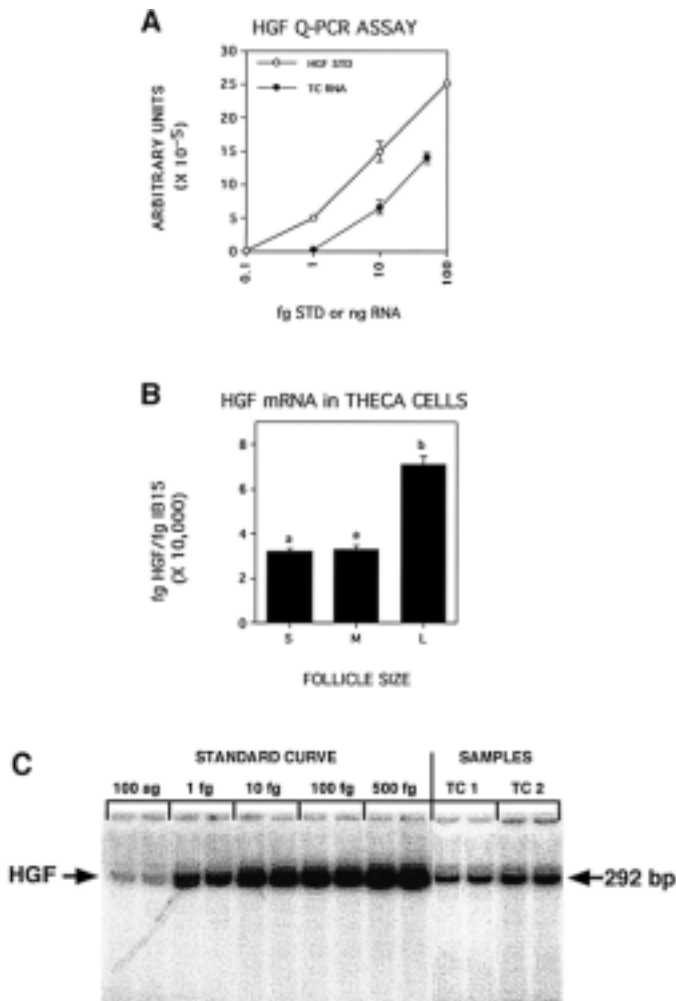 A
HGF Q-PCR ASSAY
30
25
20
15
10
5
0
HGF STD
TC RNA
ARBITRARY UNITS
(X 10⁻⁵)
0.1
1
10
100
fg STD or ng RNA
B
HGF mRNA in THECA CELLS
8
6
4
2
0
fg HGF/fg IB15
(X 10,000)
a
b
S
M
L
FOLLICLE SIZE
C
STANDARD CURVE
SAMPLES
100 ag
1 fg
10 fg
100 fg
500 fg
TC 1
TC 2
HGF
292 bp